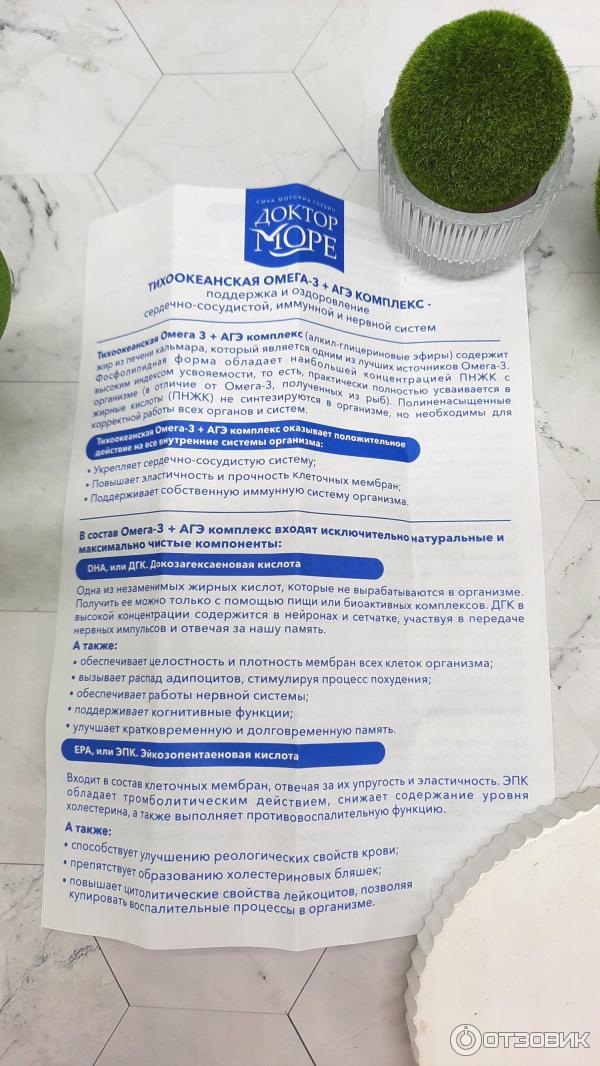 СИЛА МОРСКИХ ГЛУБИН
ДОКТОР
МОРЕ
ТИХООКЕАНСКАЯ ОМЕГА-3 + АГЭ КОМПЛЕКС -
поддержка и оздоровление
сердечно-сосудистой, иммунной и нервной систем
Тихоокеанская Омега 3 + АГЭ комплекс (алкил-глицериновые эфиры) содержит
жир из печени кальмара, который является одним из лучших источников Омега-3.
Фосфолипидная форма обладает наибольшей концентрацией ПНЖК с
высоким индексом усвояемости, то есть, практически полностью усваивается в
организме (в отличие от Омега-3, полученных из рыб). Полиненасыщенные
жирные кислоты (ПНЖК) не синтезируются в организме, но необходимы для
корректной работы всех органов и систем.
Тихоокеанская Омега-3 + АГЭ комплекс оказывает положительное
действие на все внутренние системы организма:
• Укрепляет сердечно-сосудистую систему;
• Повышает эластичность и прочность клеточных мембран;
• Поддерживает собственную иммунную систему организма.
В состав Омега-3 + АГЭ комплекс входят исключительно натуральные и
максимально чистые компоненты:
DHA, или ДГК. Докозагексаеновая кислота
Одна из незаменимых жирных кислот, которые не вырабатываются в организме.
Получить ее можно только с помощью пищи или биоактивных комплексов. ДГК в
высокой концентрации содержится в нейронах и сетчатке, участвуя в передаче
нервных импульсов и отвечая за нашу память.
А также:
• обеспечивает целостность и плотность мембран всех клеток организма;
• вызывает распад адипоцитов, стимулируя процесс похудения;
• обеспечивает работы нервной системы;
• поддерживает когнитивные функции;
• улучшает кратковременную и долговременную память.
EPA, или ЭПК. Эйкозопентаеновая кислота
Входит в состав клеточных мембран, отвечая за их упругость и эластичность. ЭПК
обладает тромболитическим действием, снижает содержание уровня
холестерина, а также выполняет противовоспалительную функцию.
А также:
• способствует улучшению реологических свойств крови;
• препятствует образованию холестериновых бляшек;
• повышает цитолитические свойства лейкоцитов, позволяя
купировать воспалительные процессы в организме.
ОТЗОВИК